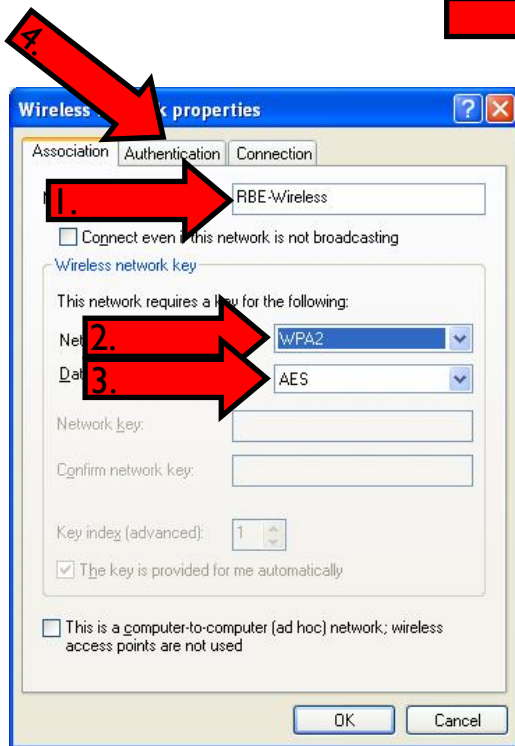 4.
Wireless k properties
Association Authentication Connection
1. RBE-Wireless
Connect even if this network is not broadcasting
Wireless network key
This network requires a key for the following:
Net 2. WPA2
Dat 3. AES
Network key:
Confirm network key:
Key index (advanced): 1
The key is provided for me automatically
This is a computer-to-computer (ad hoc) network; wireless
access points are not used
OK Cancel